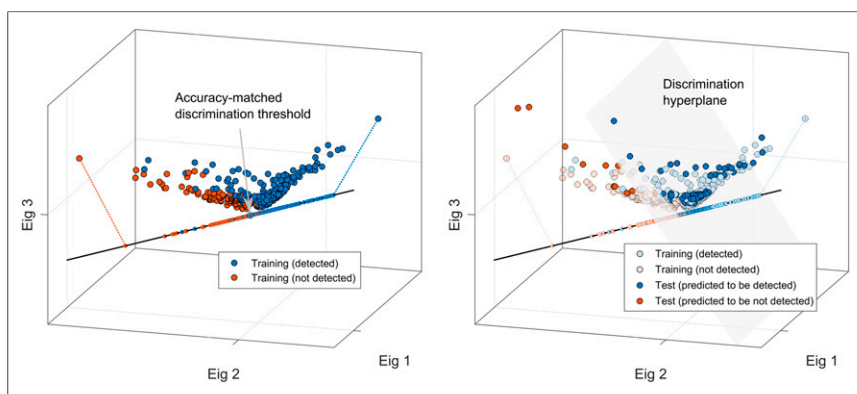 Accuracy-matched
discrimination threshold
Eig 3
Training (detected)
Training (not detected)
Eig 2
Eig 1
Discrimination
hyperplane
Eig 3
Training (detected)
Training (not detected)
Test (predicted to be detected)
Test (predicted to be not detected)
Eig 2
Eig 1